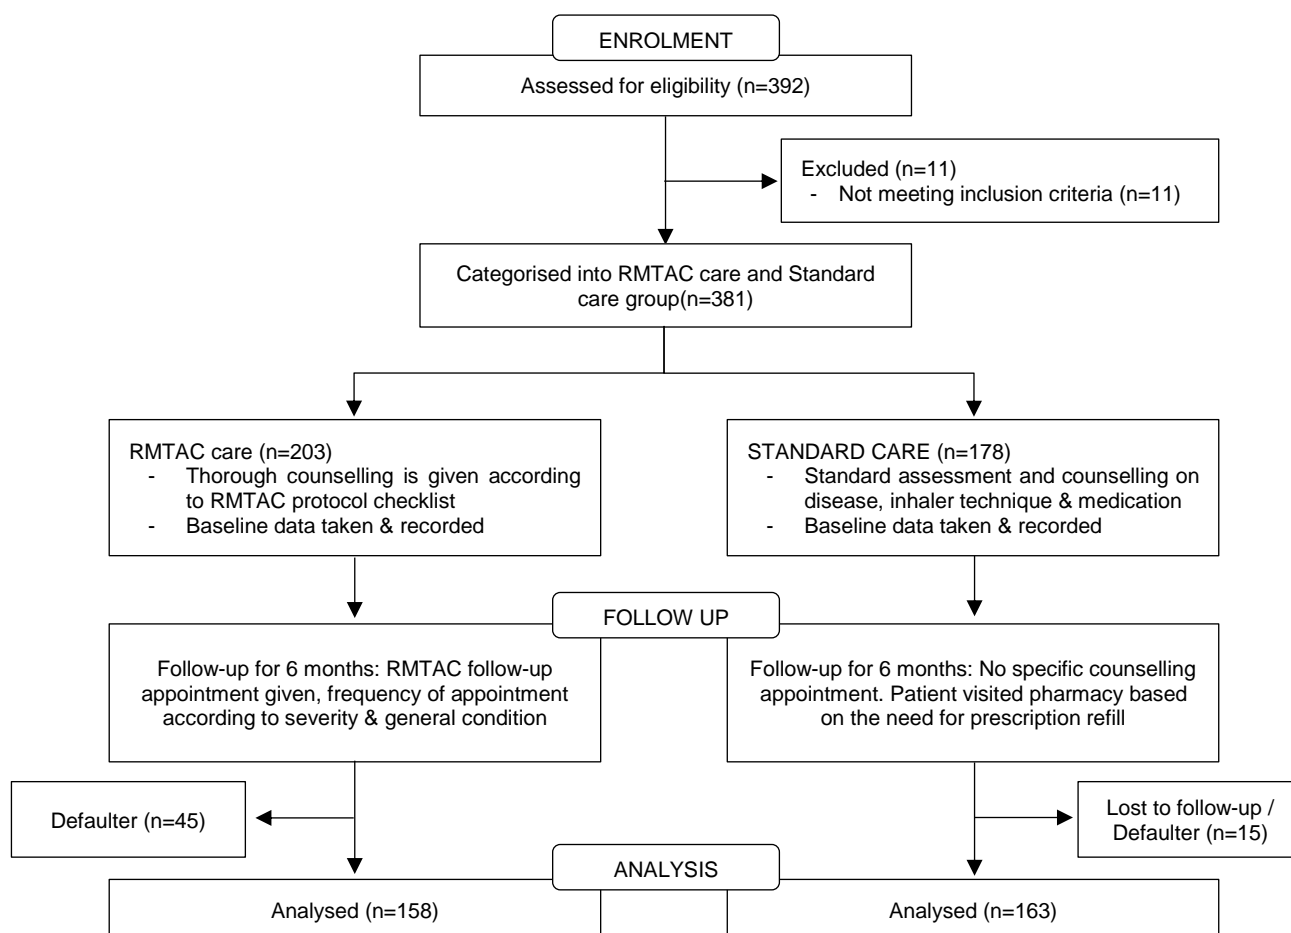 ENROLMENT
Assessed for eligibility (n=392)
Excluded (n=11)
- Not meeting inclusion criteria (n=11)
Categorised into RMTAC care and Standard
care group(n=381)
RMTAC care (n=203)
- Thorough counselling is given according
to RMTAC protocol checklist
- Baseline data taken & recorded
STANDARD CARE (n=178)
- Standard assessment and counselling on
disease, inhaler technique & medication
- Baseline data taken & recorded
FOLLOW UP
Follow-up for 6 months: RMTAC follow-up
appointment given, frequency of appointment
according to severity & general condition
Follow-up for 6 months: No specific counselling
appointment. Patient visited pharmacy based
on the need for prescription refill
Defaulter (n=45)
Lost to follow-up /
Defaulter (n=15)
ANALYSIS
Analysed (n=158)
Analysed (n=163)